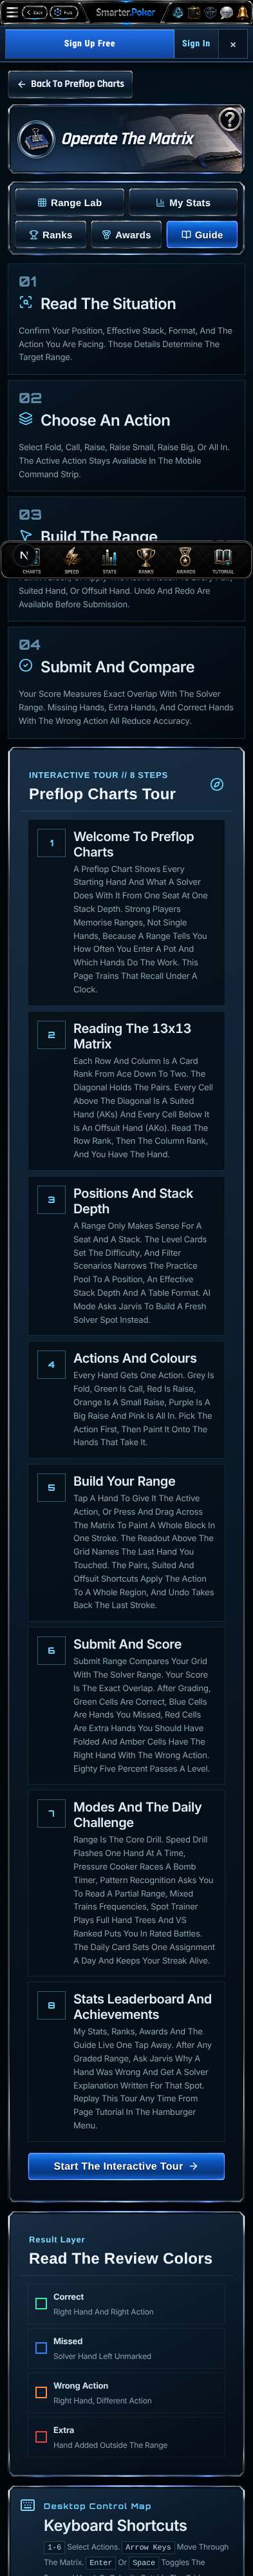 Back
Hub
Smarter.Poker
Sign Up Free
Sign In
×
← Back To Preflop Charts
Operate The Matrix
?
Range Lab
My Stats
Ranks
Awards
Guide
01
Read The Situation
Confirm Your Position, Effective Stack, Format, And The
Action You Are Facing. Those Details Determine The
Target Range.
02
Choose An Action
Select Fold, Call, Raise, Raise Small, Raise Big, Or All In.
The Active Action Stays Available In The Mobile
Command Strip.
03
Build The Range
N
CHARTS
SPEED
STATS
RANKS
AWARDS
TUTORIAL
Suited Hand, Or Offsuit Hand. Undo And Redo Are
Available Before Submission.
04
Submit And Compare
Your Score Measures Exact Overlap With The Solver
Range. Missing Hands, Extra Hands, And Correct Hands
With The Wrong Action All Reduce Accuracy.
INTERACTIVE TOUR // 8 STEPS
Preflop Charts Tour
1
Welcome To Preflop
Charts
A Preflop Chart Shows Every
Starting Hand And What A Solver
Does With It From One Seat At One
Stack Depth. Strong Players
Memorise Ranges, Not Single
Hands, Because A Range Tells You
How Often You Enter A Pot And
Which Hands Do The Work. This
Page Trains That Recall Under A
Clock.
2
Reading The 13x13
Matrix
Each Row And Column Is A Card
Rank From Ace Down To Two. The
Diagonal Holds The Pairs. Every Cell
Above The Diagonal Is A Suited
Hand (AKs) And Every Cell Below It
Is An Offsuit Hand (AKo). Read The
Row Rank, Then The Column Rank,
And You Have The Hand.
3
Positions And Stack
Depth
A Range Only Makes Sense For A
Seat And A Stack. The Level Cards
Set The Difficulty, And Filter
Scenarios Narrows The Practice
Pool To A Position, An Effective
Stack Depth And A Table Format. AI
Mode Asks Jarvis To Build A Fresh
Solver Spot Instead.
4
Actions And Colours
Every Hand Gets One Action. Grey Is
Fold, Green Is Call, Red Is Raise,
Orange Is A Small Raise, Purple Is A
Big Raise And Pink Is All In. Pick The
Action First, Then Paint It Onto The
Hands That Take It.
5
Build Your Range
Tap A Hand To Give It The Active
Action, Or Press And Drag Across
The Matrix To Paint A Whole Block In
One Stroke. The Readout Above The
Grid Names The Last Hand You
Touched. The Pairs, Suited And
Offsuit Shortcuts Apply The Action
To A Whole Region, And Undo Takes
Back The Last Stroke.
6
Submit And Score
Submit Range Compares Your Grid
With The Solver Range. Your Score
Is The Exact Overlap. After Grading,
Green Cells Are Correct, Blue Cells
Are Hands You Missed, Red Cells
Are Extra Hands You Should Have
Folded And Amber Cells Have The
Right Hand With The Wrong Action.
Eighty Five Percent Passes A Level.
7
Modes And The Daily
Challenge
Range Is The Core Drill. Speed Drill
Flashes One Hand At A Time,
Pressure Cooker Races A Bomb
Timer, Pattern Recognition Asks You
To Read A Partial Range, Mixed
Trains Frequencies, Spot Trainer
Plays Full Hand Trees And VS
Ranked Puts You In Rated Battles.
The Daily Card Sets One Assignment
A Day And Keeps Your Streak Alive.
8
Stats Leaderboard And
Achievements
My Stats, Ranks, Awards And The
Guide Live One Tap Away. After Any
Graded Range, Ask Jarvis Why A
Hand Was Wrong And Get A Solver
Explanation Written For That Spot.
Replay This Tour Any Time From
Page Tutorial In The Hamburger
Menu.
Start The Interactive Tour →
Result Layer
Read The Review Colors
Correct
Right Hand And Right Action
Missed
Solver Hand Left Unmarked
Wrong Action
Right Hand, Different Action
Extra
Hand Added Outside The Range
Desktop Control Map
Keyboard Shortcuts
1-6 Select Actions. Arrow Keys Move Through
The Matrix. Enter Or Space Toggles The